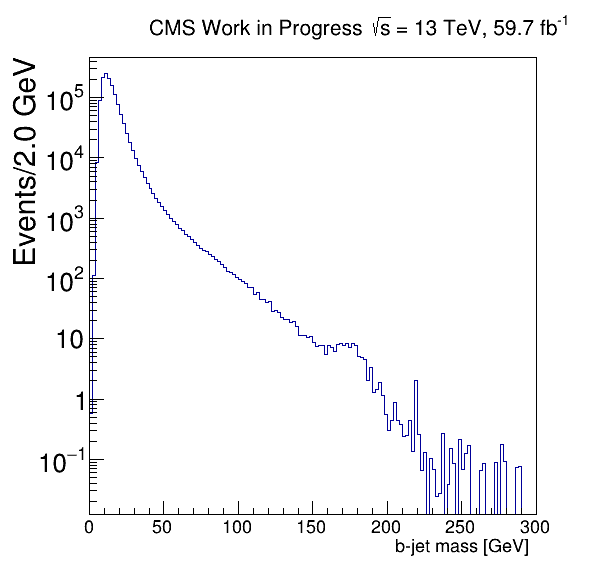 CMS Work in Progress √s = 13 TeV, 59.7 fb⁻¹
Events/2.0 GeV
10⁵
10⁴
10³
10²
10
1
10⁻¹
0 50 100 150 200 250 300
b-jet mass [GeV]